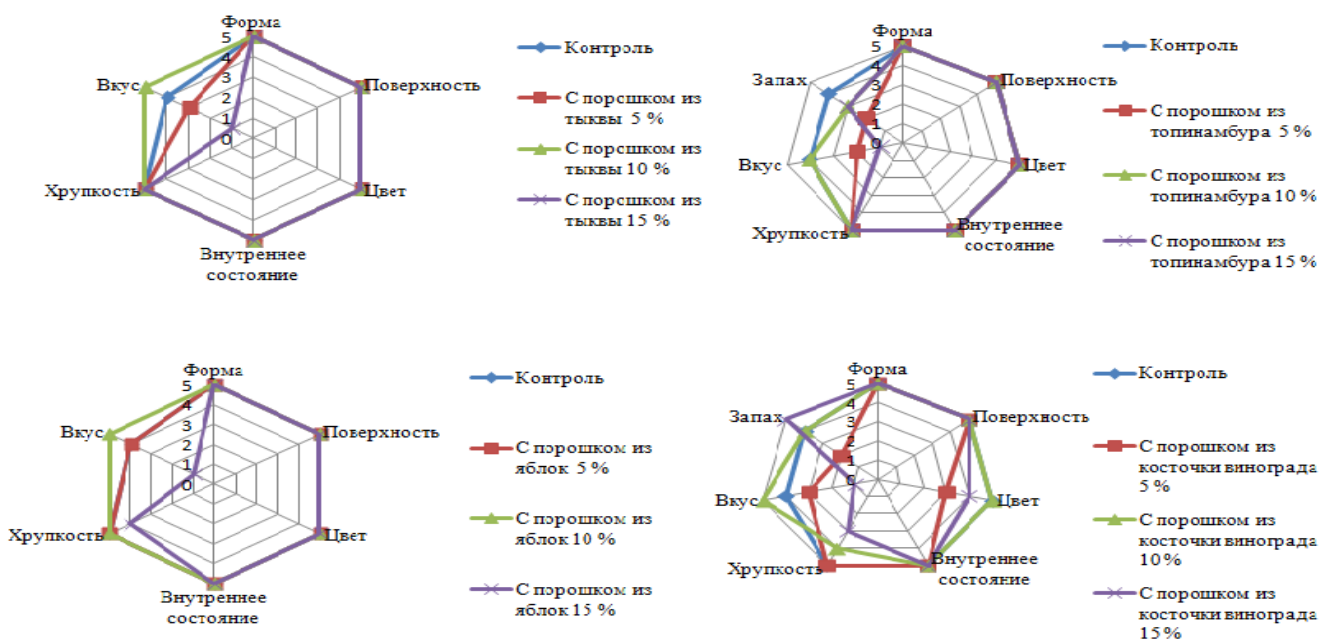 Форма
5
4
3
2
1
0
Поверхность
Цвет
Внутреннее
состояние
Хрупкость
Вкус
Контроль
С порсшком из
тыквы 5 %
С порсшком из
тыквы 10 %
С порсшком из
тыквы 15 %
Форма
5
4
3
2
1
0
Поверхность
Цвет
Внутреннее
состояние
Хрупкость
Вкус
Запах
Контроль
С порошком из
топинамбура 5 %
С порошком из
топинамбура 10 %
С порошком из
топинамбура 15 %
Форма
5
4
3
2
1
0
Поверхность
Цвет
Внутреннее
состояние
Хрупкость
Вкус
Контроль
С порошком из
яблок 5 %
С порошком из
яблок 10 %
С порошком из
яблок 15 %
Форма
5
4
3
2
1
0
Поверхность
Цвет
Внутреннее
состояние
Хрупкость
Вкус
Запах
Контроль
С порошком из
косточки винограда
5 %
С порошком из
косточки винограда
10 %
С порошком из
косточки винограда
15 %